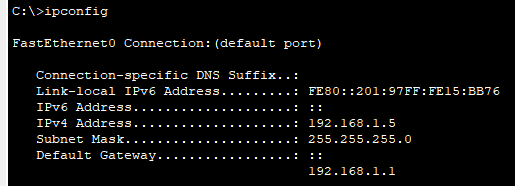 C:\>ipconfig
FastEthernet0 Connection:(default port)
Connection-specific DNS Suffix..:
Link-local IPv6 Address.........: FE80::201:97FF:FE15:BB76
IPv6 Address....................: ::
IPv4 Address....................: 192.168.1.5
Subnet Mask.....................: 255.255.255.0
Default Gateway.................: ::
192.168.1.1